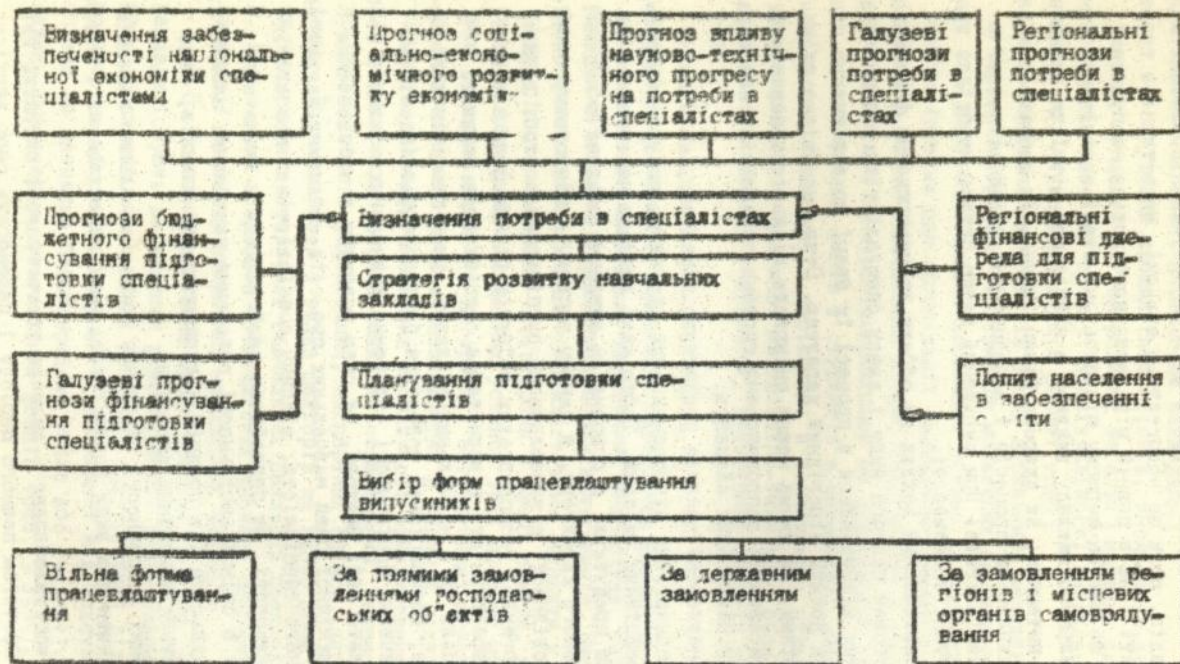 Визначення забез-
печеності національ-
ної економіки спе-
ціалістами
Прогноз соці-
ально-еконо-
мічного розвит-
ку економік
Прогноз впливу
науково-техніч-
ного прогресу
на потреби в
спеціалістах
Галузеві
прогнози
потреби в
спеціалі-
стах
Регіональні
прогнози
потреби в
спеціалістах
Прогнози бюд-
жетного фінан-
сування підго-
товки спеціа-
лістів
Визначення потреби в спеціалістах
Регіональні
фінансові дже-
рела для під-
готовки спе-
ціалістів
Стратегія розвитку навчальних
закладів
Галузеві прог-
нози фінансуван-
ня підготовки
спеціалістів
Планування підготовки спе-
ціалістів
Попит населення
в забезпеченні
Вибір форм працевлаштування
випускників
Вільна форма
працевлаштуван-
ня
За прямими замов-
леннями господар-
ських об"єктів
За державним
замовленням
За замовленням ре-
гіонів і місцевих
органів самовряду-
вання